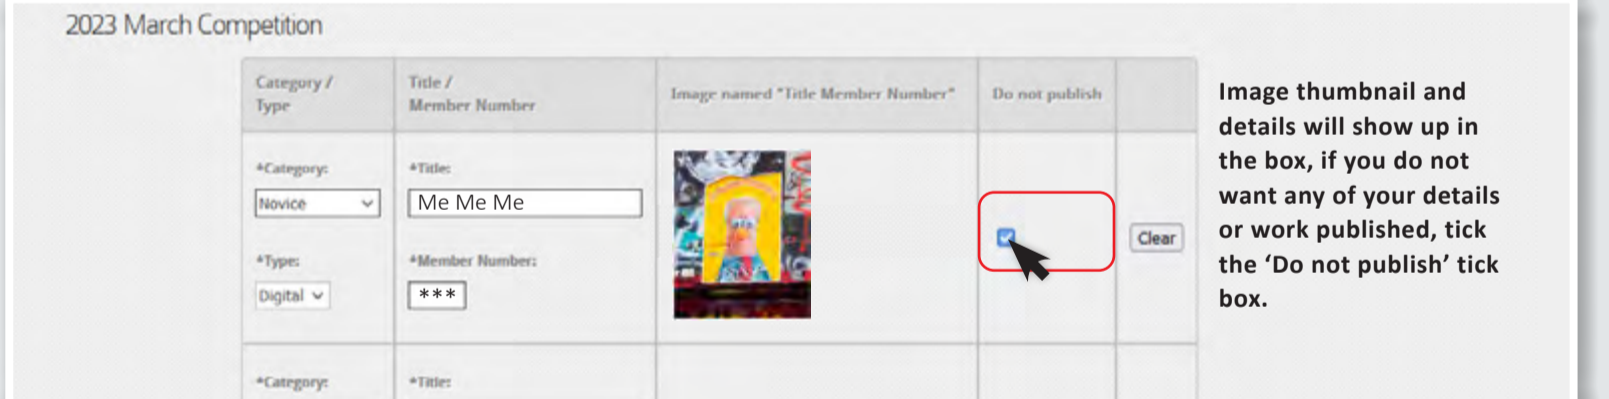 2023 March Competition
Category /
Type
Title /
Member Number
Image named "Title Member Number"
Do not publish
*Category:
Novice
*Type:
Digital
*Title:
Me Me Me
*Member Number:
***
Clear
Image thumbnail and
details will show up in
the box, if you do not
want any of your details
or work published, tick
the ‘Do not publish’ tick
box.
*Category:
*Title: